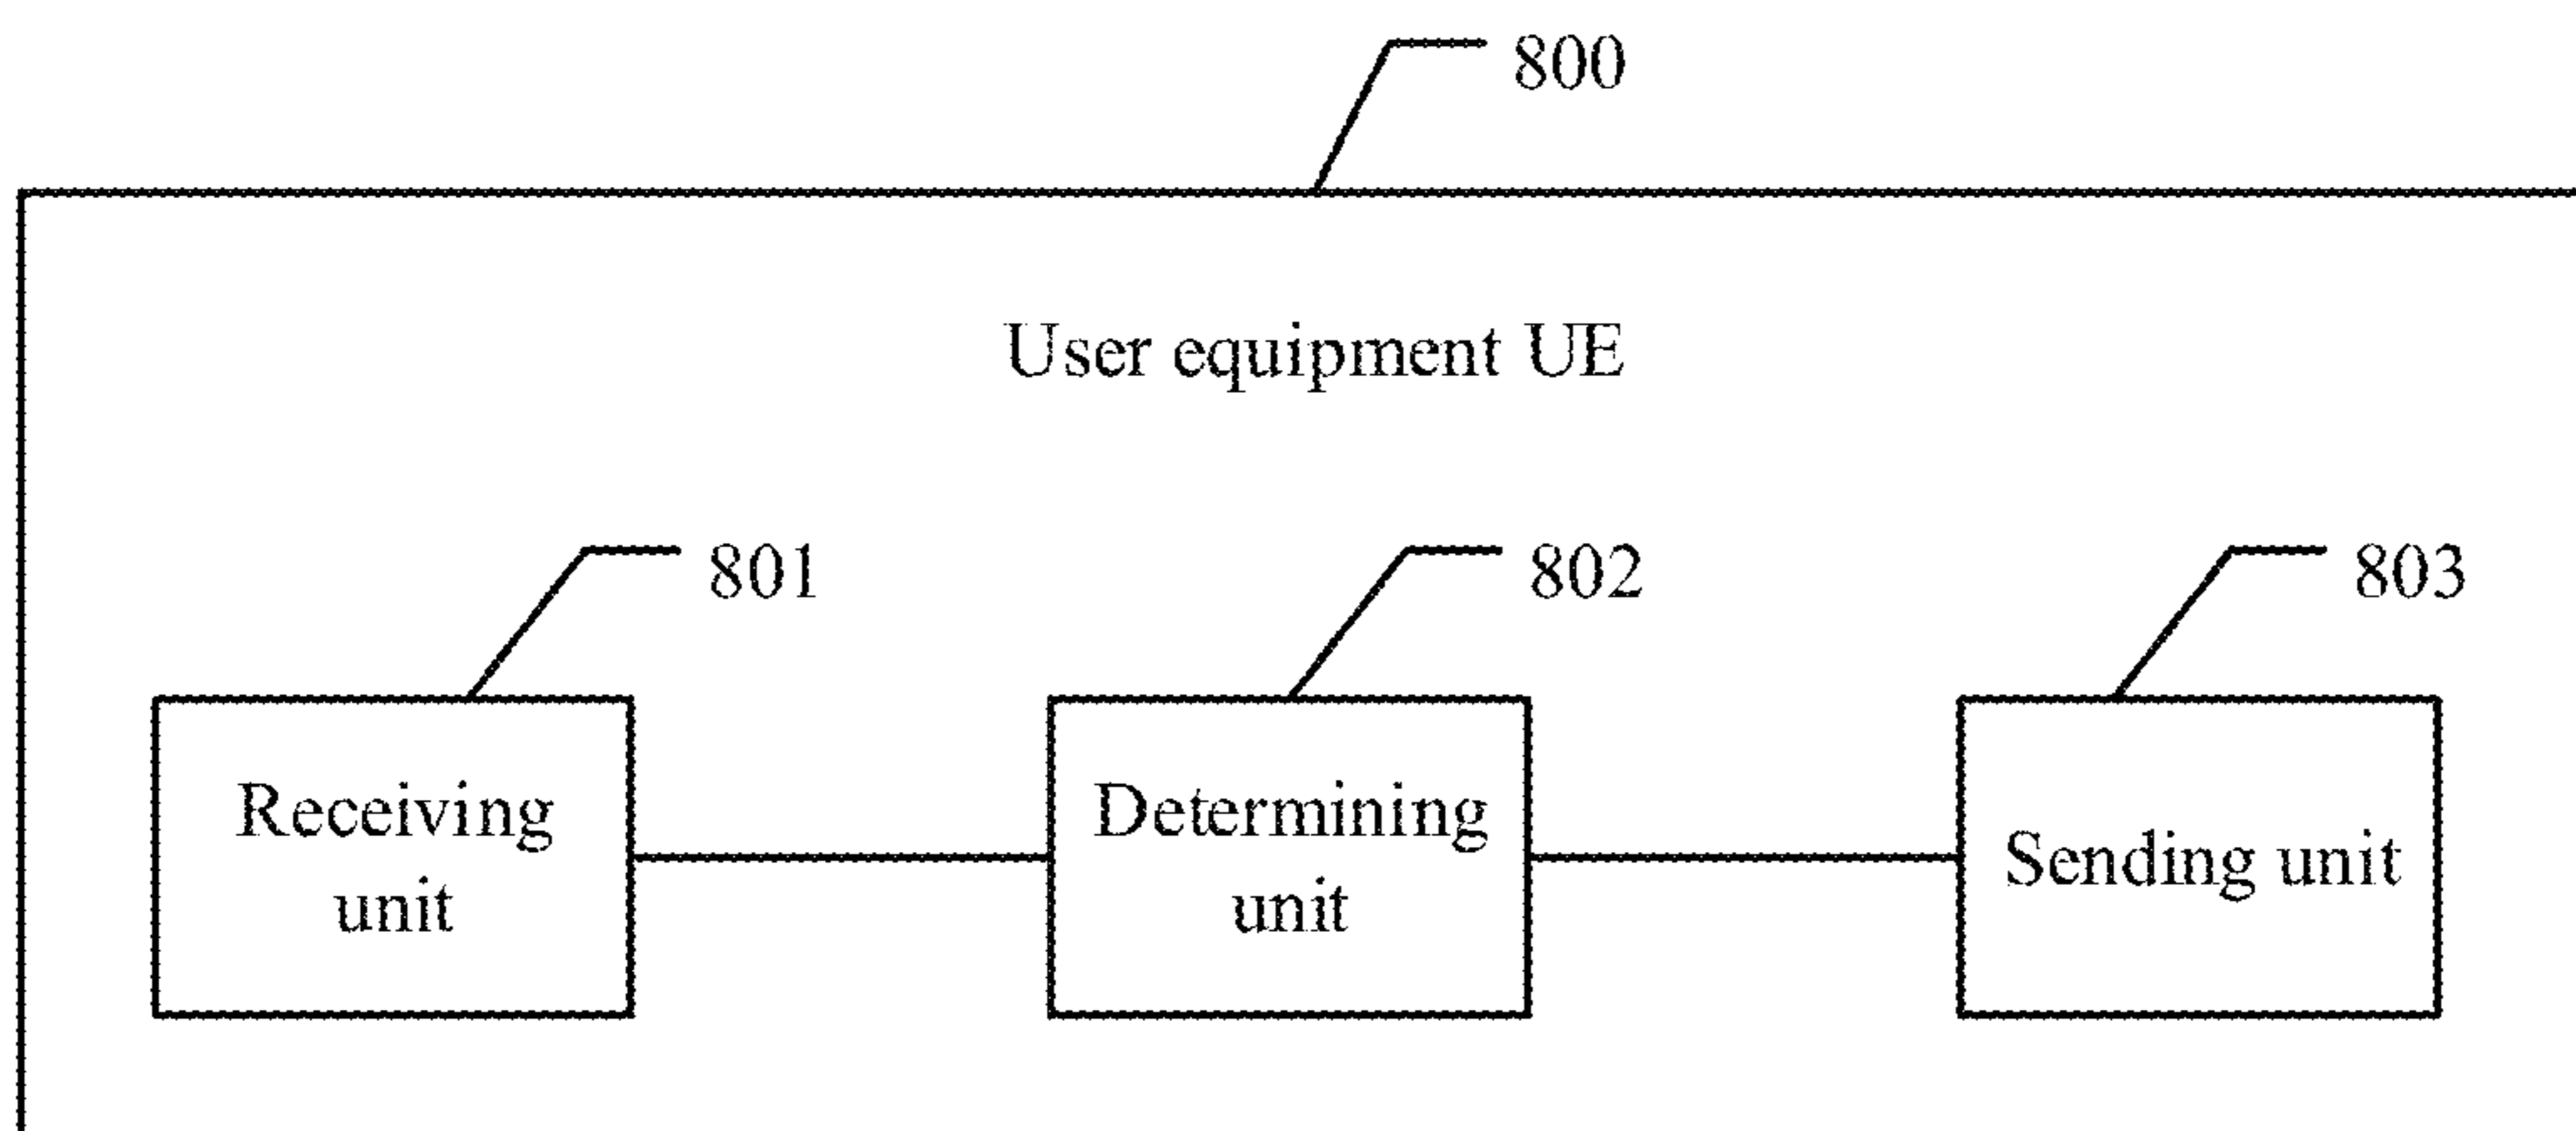 800
User equipment UE
801
802
803
Receiving
unit
Determining
unit
Sending unit